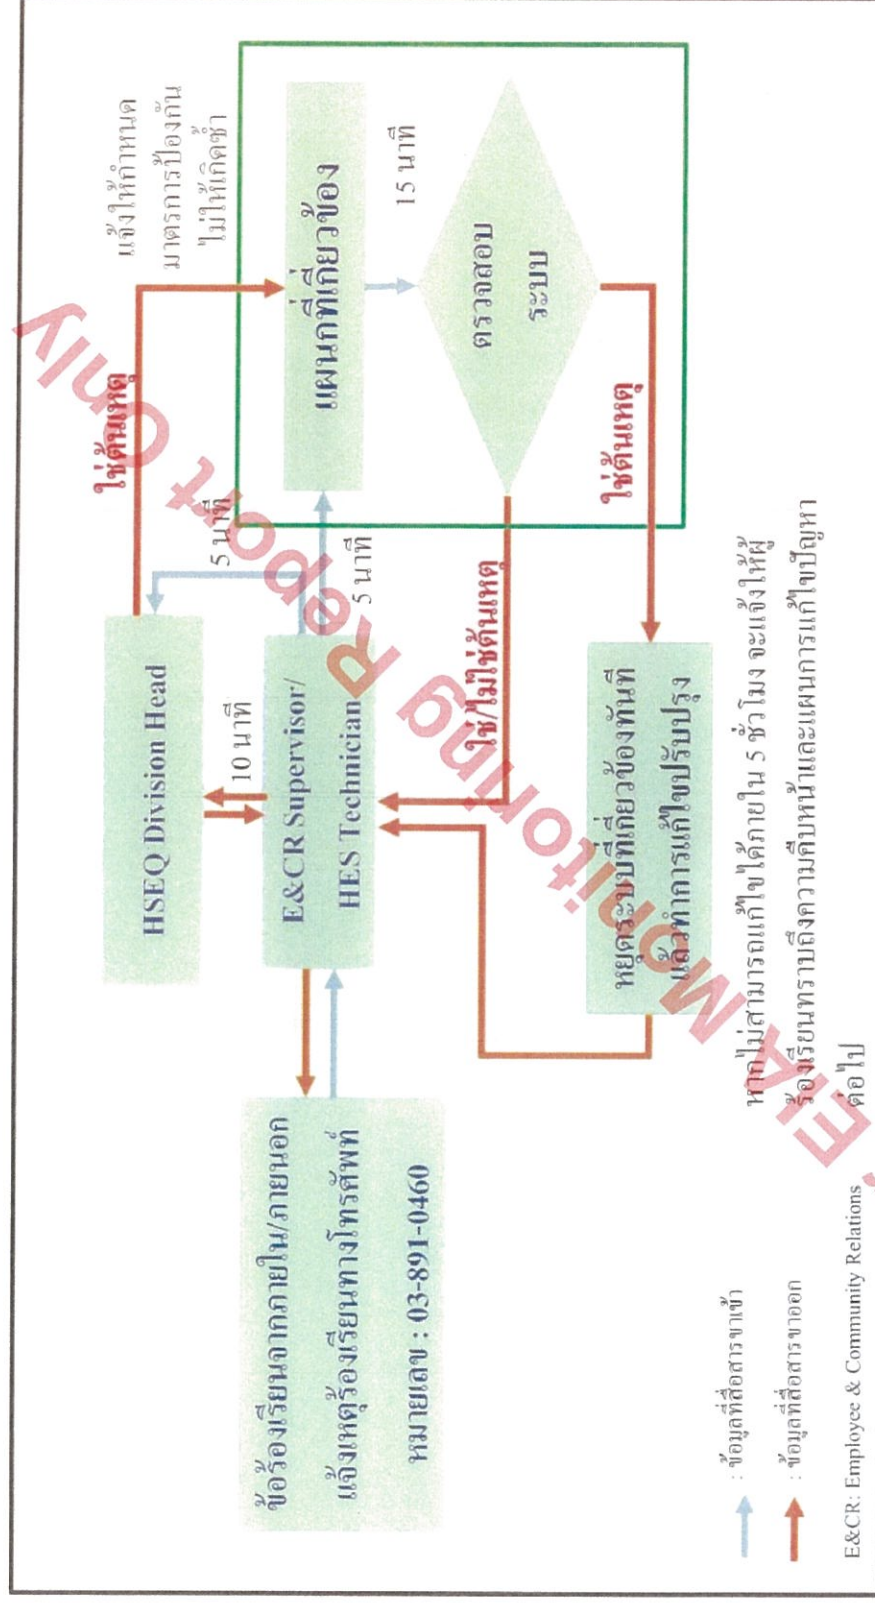 แจ้งให้กำหนด
มาตรการป้องกัน
ไม่ให้เกิดซ้ำ
ใช่ต้นเหตุ
HSEQ Division Head
5 นาที
10 นาที
แผนกที่เกี่ยวข้อง
E&CR Supervisor/
HES Technician
5 นาที
15 นาที
ข้อร้องเรียนจากภายใน/ภายนอก
แจ้งเหตุร้องเรียนทางโทรศัพท์
หมายเลข : 03-891-0460
ตรวจสอบ
ระบบ
ใช่/ไม่ใช่ต้นเหตุ
ใช่ต้นเหตุ
หยุดระบบที่เกี่ยวข้องทันที
แล้วทำการแก้ไขปรับปรุง
หากไม่สามารถแก้ไขได้ภายใน 5 ชั่วโมง จะแจ้งให้ผู้
ร้องเรียนทราบถึงความคืบหน้าและแผนการแก้ไขปัญหา
ต่อไป
: ข้อมูลที่สื่อสารขาเข้า
: ข้อมูลที่สื่อสารขาออก
E&CR: Employee & Community Relations
EIA Monitoring Report Only